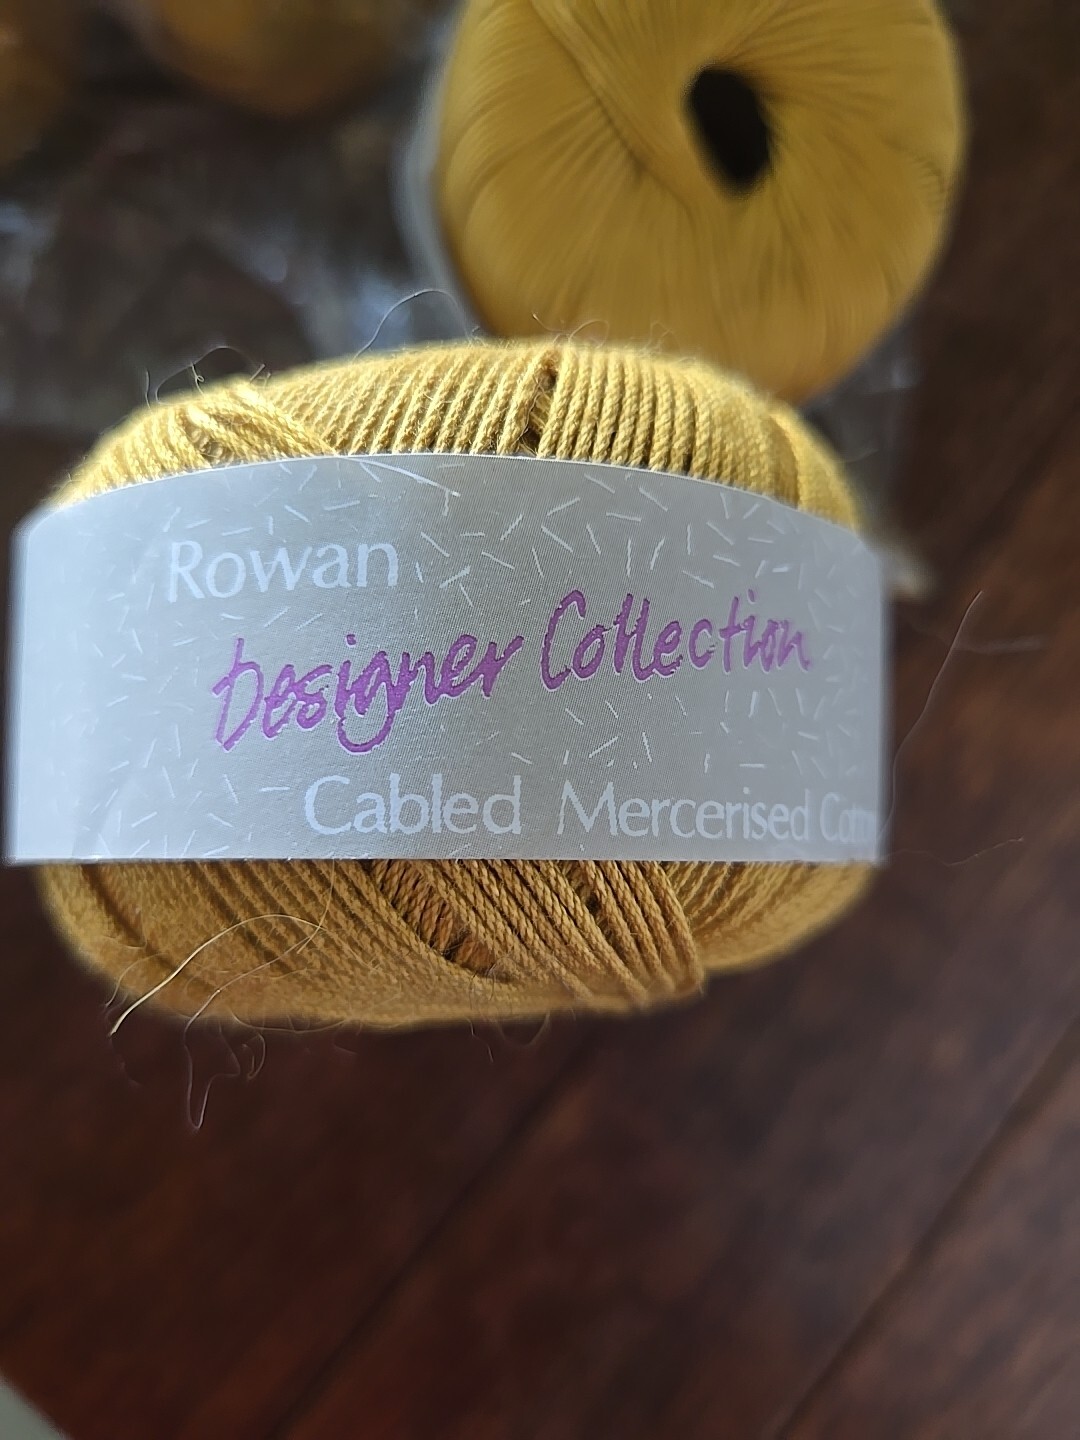 Rowan
Designer Collection
Cabled Mercerised